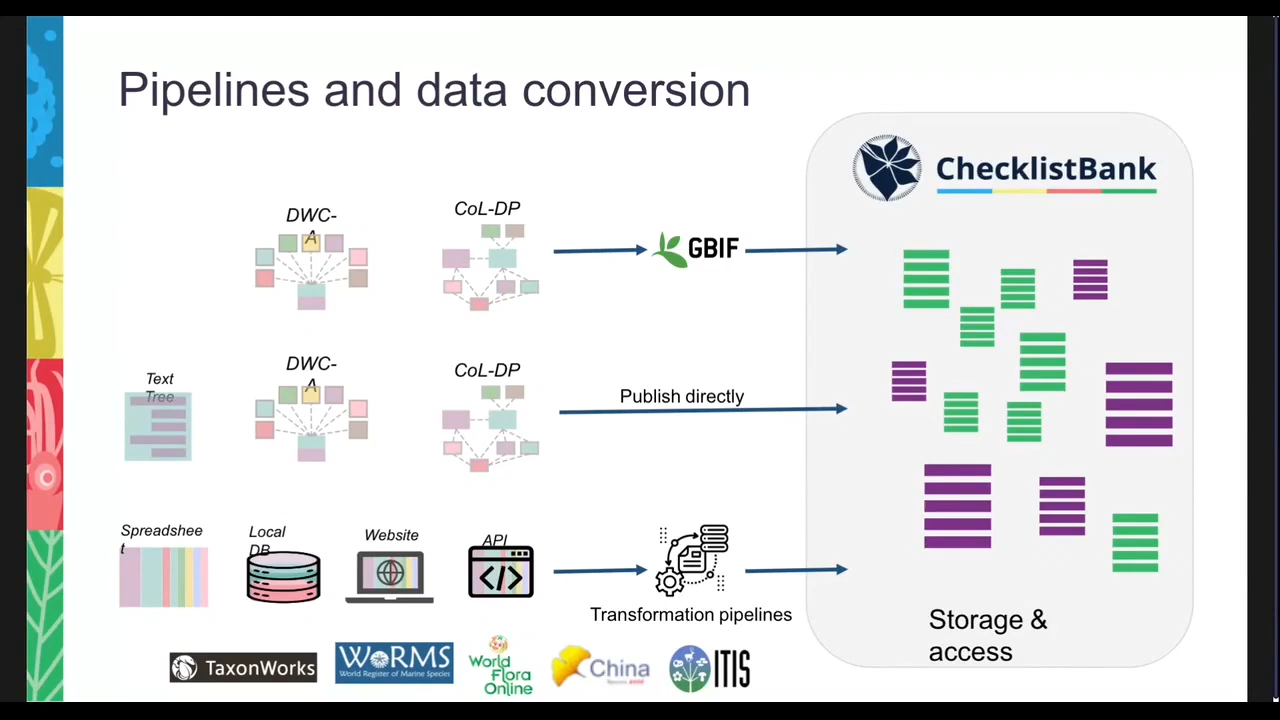 Pipelines and data conversion
ChecklistBank
DWC-
A
CoL-DP
GBIF
Text
Tree
DWC-
A
CoL-DP
Publish directly
Spreadshee
t
Local
DB
Website
API
</>
Transformation pipelines
Storage &
access
TaxonWorks
WoRMS
World Register of Marine Species
World
Flora
Online
China
ITIS